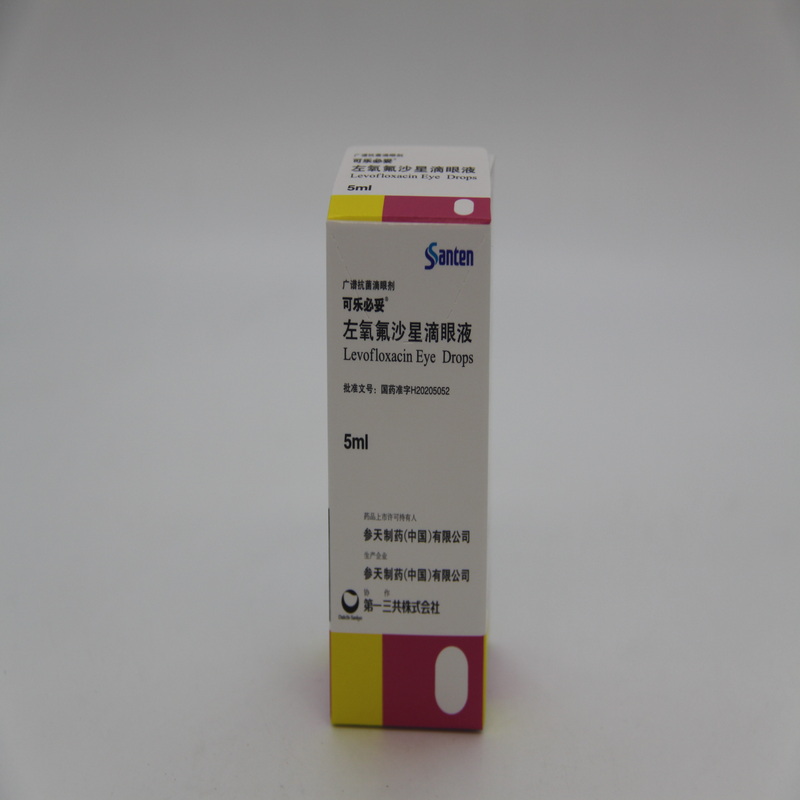 广谱抗菌滴眼剂
可乐必妥®
左氧氟沙星滴眼液
Levofloxacin Eye Drops
5ml
Santen
广谱抗菌滴眼剂
可乐必妥®
左氧氟沙星滴眼液
Levofloxacin Eye Drops
批准文号：国药准字H20205052
5ml
药品上市许可持有人
参天制药(中国)有限公司
生产企业
参天制药(中国)有限公司
协 作
第一三共株式会社
Daiichi-Sankyo